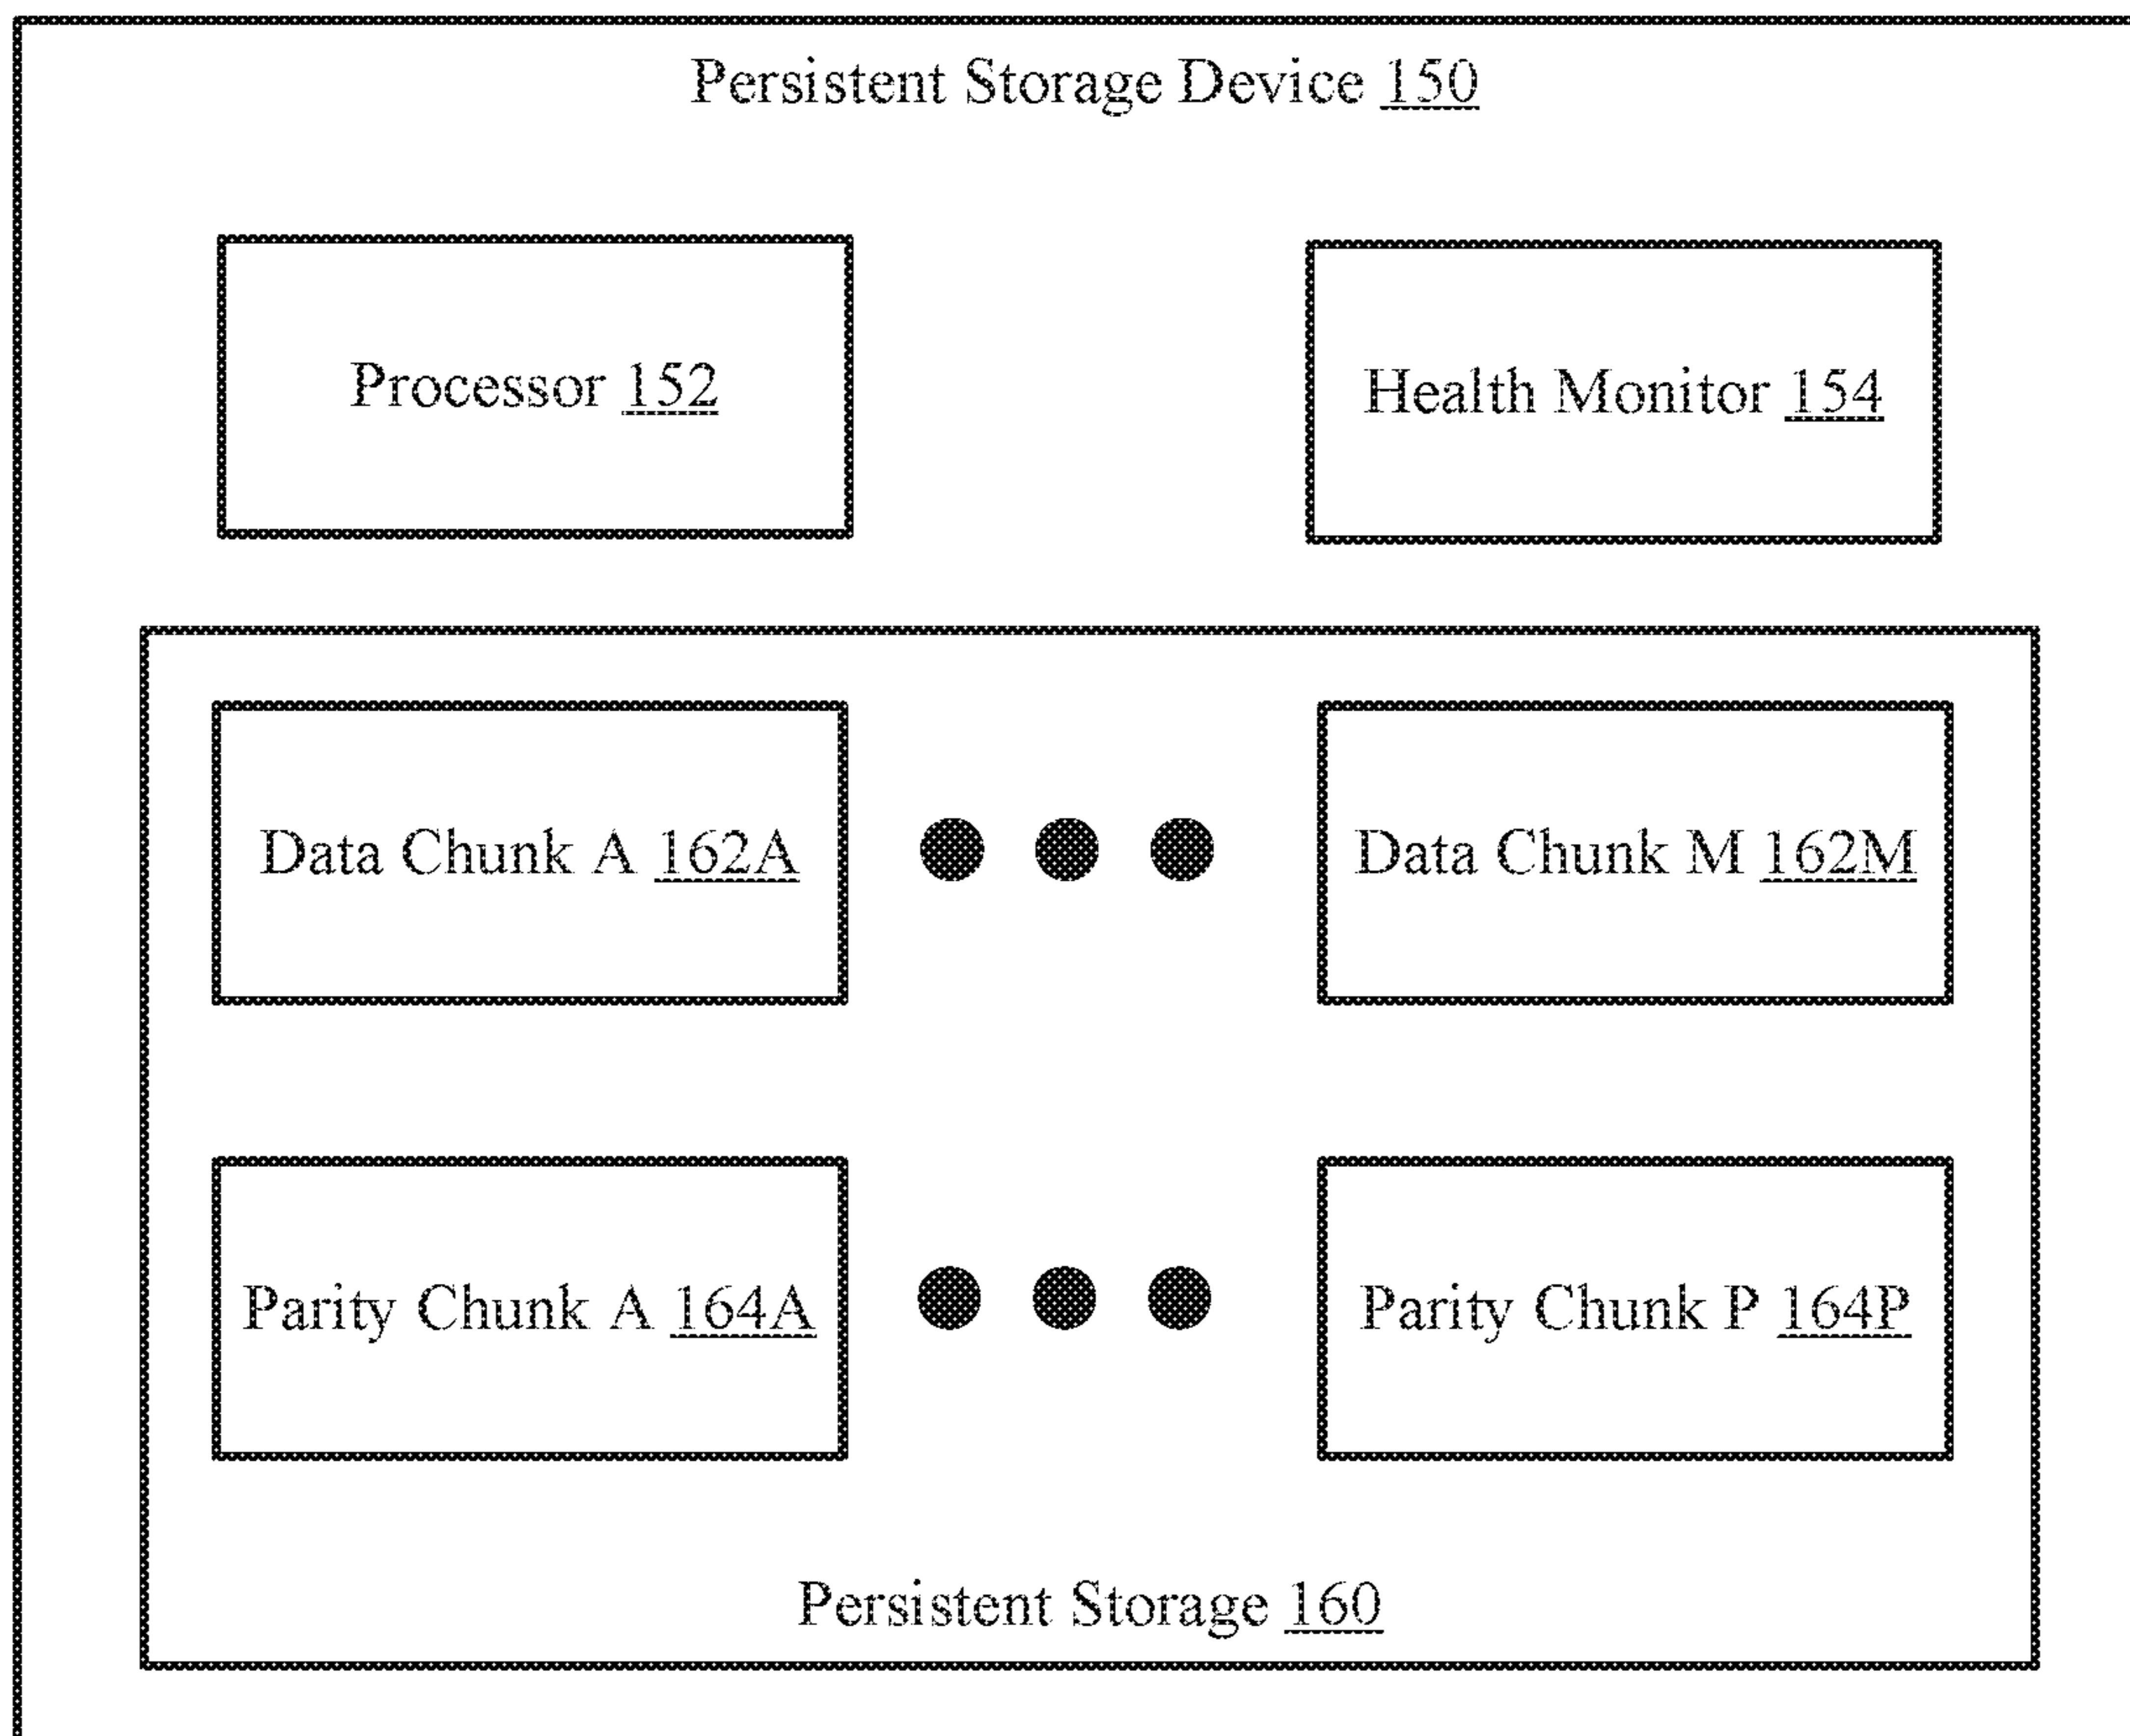 Persistent Storage Device 150
Processor 152
Health Monitor 154
Data Chunk A 162A
Data Chunk M 162M
Parity Chunk A 164A
Parity Chunk P 164P
Persistent Storage 160